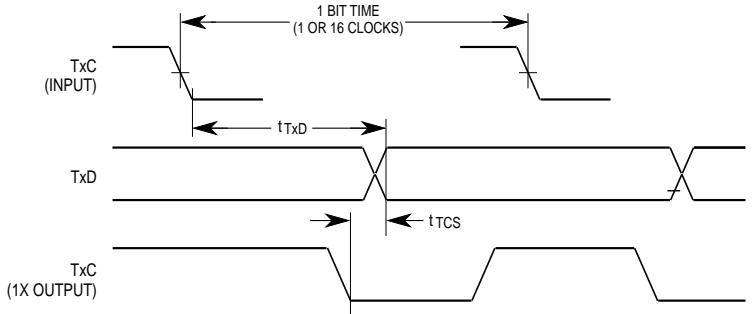 1 BIT TIME
(1 OR 16 CLOCKS)
TxC
(INPUT)
tTxD
TxD
tTCS
TxC
(1X OUTPUT)